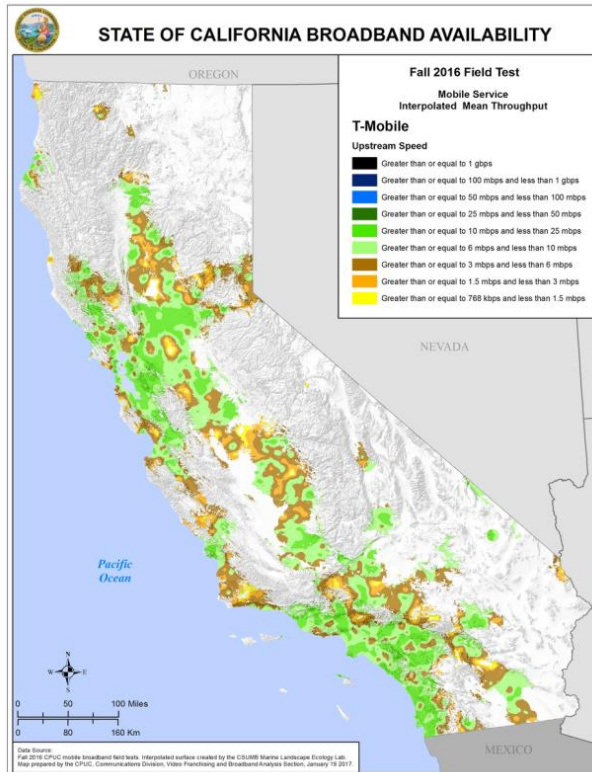 STATE OF CALIFORNIA BROADBAND AVAILABILITY
OREGON
Fall 2016 Field Test
Mobile Service
Interpolated Mean Throughput
T-Mobile
Upstream Speed
Greater than or equal to 1 gbps
Greater than or equal to 100 mbps and less than 1 gbps
Greater than or equal to 50 mbps and less than 100 mbps
Greater than or equal to 25 mbps and less than 50 mbps
Greater than or equal to 10 mbps and less than 25 mbps
Greater than or equal to 6 mbps and less than 10 mbps
Greater than or equal to 3 mbps and less than 6 mbps
Greater than or equal to 1.5 mbps and less than 3 mbps
Greater than or equal to 768 kbps and less than 1.5 mbps
NEVADA
Pacific
Ocean
N
W E
S
0 50 100 Miles
0 80 160 KM
MEXICO
Data Source:
Fall 2016 CPUC mobile broadband field tests. Interpolated surface created by the CSUMB Marine Landscape Ecology Lab.
Map prepared by the CPUC, Communications Division, Video Franchising and Broadband Analysis Section, January 19 2017.